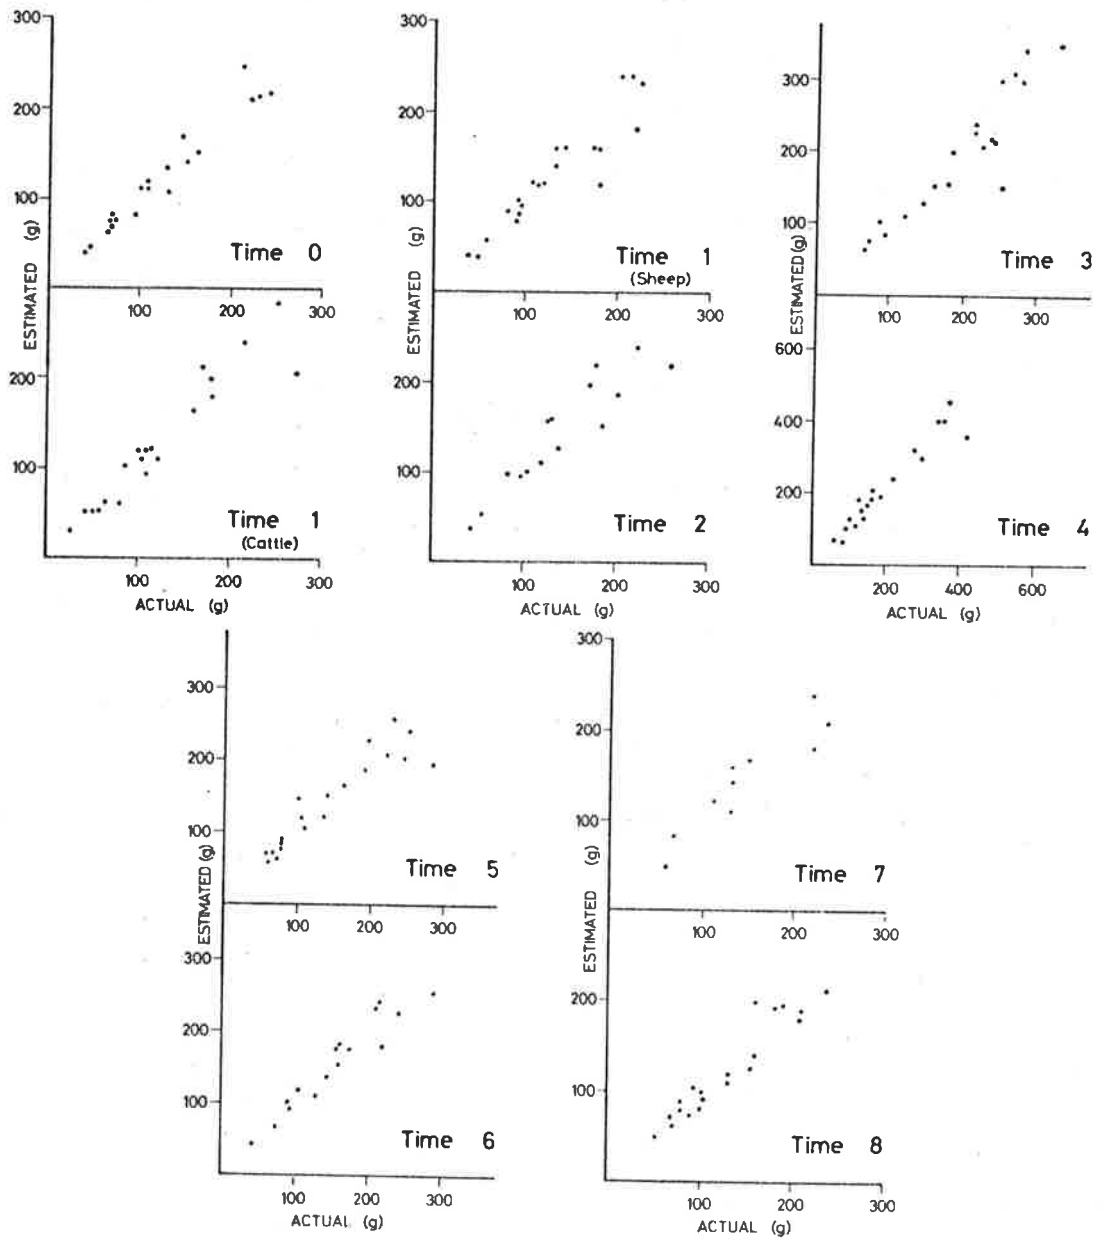 300
200
100
ESTIMATED (g)
Time 0
100 200 300
200
100
Time 1
(Cattle)
100 200 300
ACTUAL (g)
300
200
100
ESTIMATED (g)
Time 1
(Sheep)
100 200 300
200
100
Time 2
100 200 300
ACTUAL (g)
300
200
100
ESTIMATED (g)
Time 3
100 200 300
600
400
200
Time 4
200 400 600
ACTUAL (g)
300
200
100
ESTIMATED (g)
Time 5
100 200 300
300
200
100
Time 6
100 200 300
ACTUAL (g)
300
200
100
ESTIMATED (g)
Time 7
100 200 300
200
100
Time 8
100 200 300
ACTUAL (g)